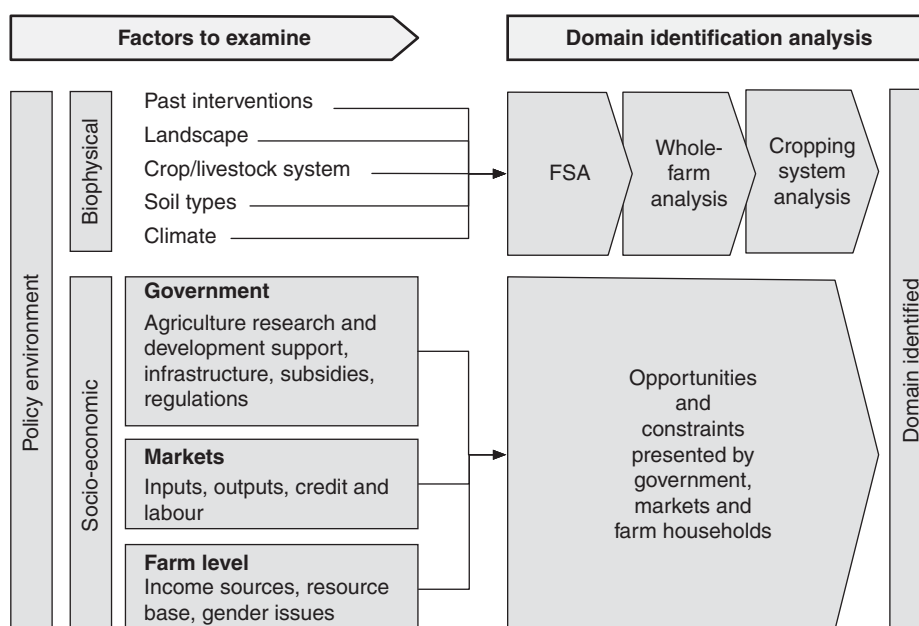 Factors to examine
Domain identification analysis
Policy environment
Biophysical
Past interventions
Landscape
Crop/livestock system
Soil types
Climate
FSA
Whole-
farm
analysis
Cropping
system
analysis
Socio-economic
Government
Agriculture research and
development support,
infrastructure, subsidies,
regulations
Markets
Inputs, outputs, credit and
labour
Farm level
Income sources, resource
base, gender issues
Opportunities
and
constraints
presented by
government,
markets and
farm households
Domain identified